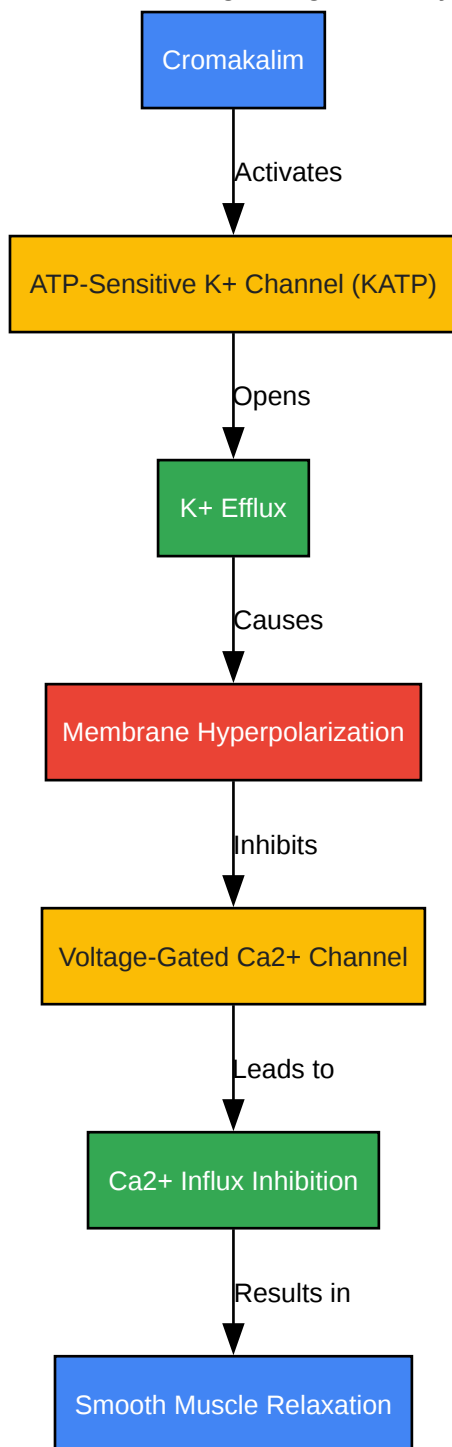 Cromakalim
Activates
ATP-Sensitive K+ Channel (KATP)
Opens
K+ Efflux
Causes
Membrane Hyperpolarization
Inhibits
Voltage-Gated Ca2+ Channel
Leads to
Ca2+ Influx Inhibition
Results in
Smooth Muscle Relaxation